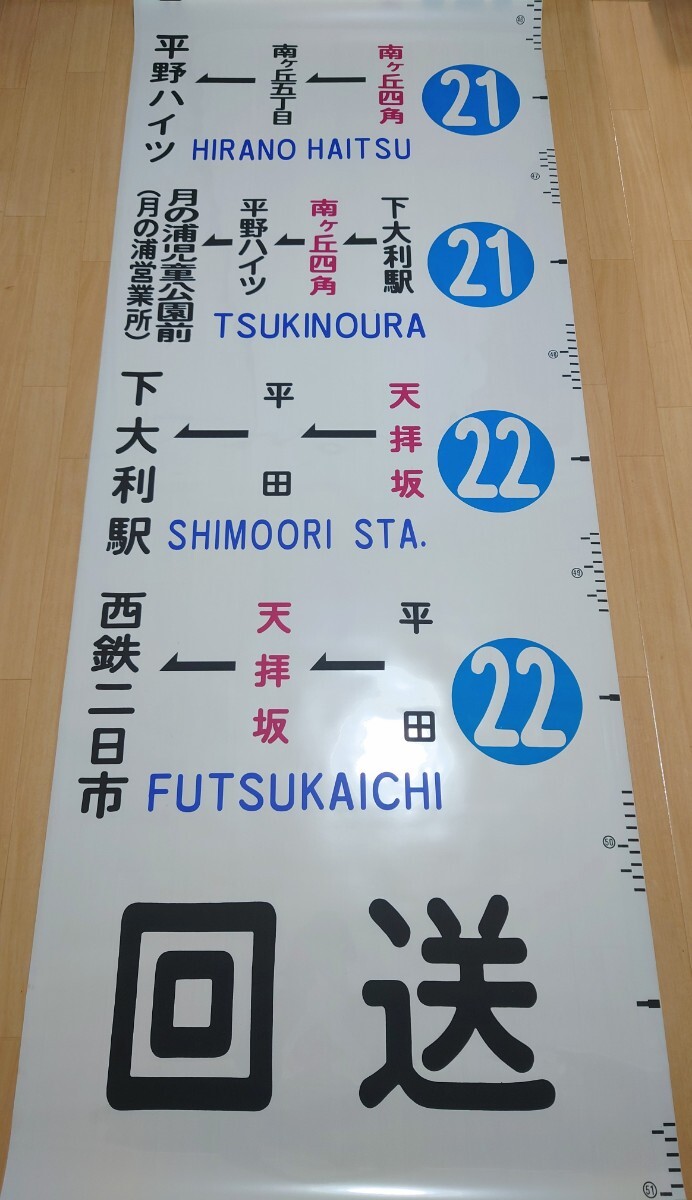 21
南ヶ丘四角
南ヶ丘五丁目
平野ハイツ
HIRANO HAITSU
21
下大利駅
南ヶ丘四角
平野ハイツ
月の浦児童公園前
(月の浦営業所)
TSUKINOURA
22
天拝坂
平田
下大利駅
SHIMOORI STA.
22
平田
天拝坂
西鉄二日市
FUTSUKAICHI
回送
49
50
51